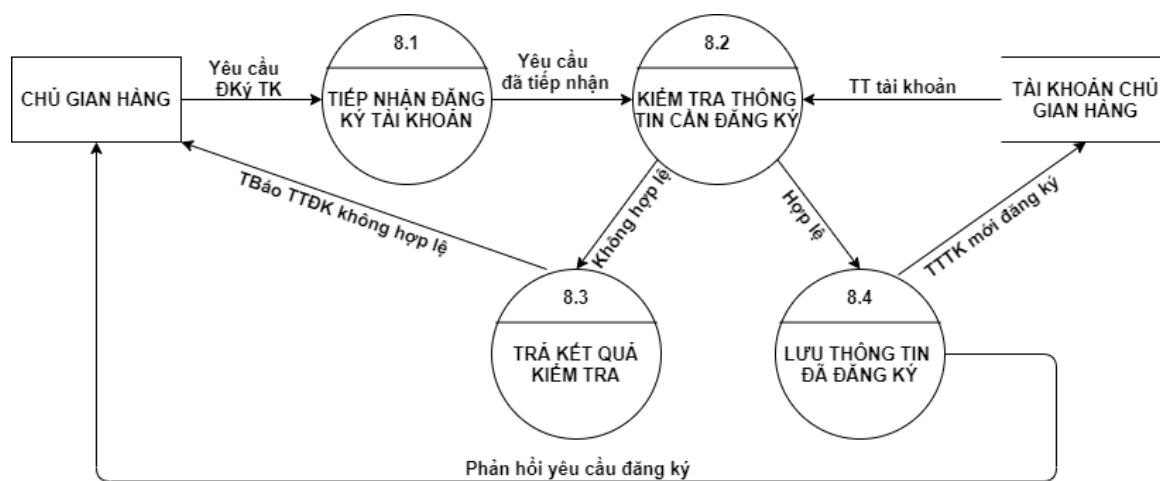 8.1
8.2
CHỦ GIAN HÀNG
Yêu cầu
ĐKý TK
TIẾP NHẬN ĐĂNG
KÝ TÀI KHOẢN
Yêu cầu
đã tiếp nhận
KIỂM TRA THÔNG
TIN CẦN ĐĂNG KÝ
TT tài khoản
TÀI KHOẢN CHỦ
GIAN HÀNG
TBáo TTĐK không hợp lệ
Không hợp lệ
Hợp lệ
TTTK mới đăng ký
8.3
8.4
TRẢ KẾT QUẢ
KIỂM TRA
LƯU THÔNG TIN
ĐÃ ĐĂNG KÝ
Phản hồi yêu cầu đăng ký